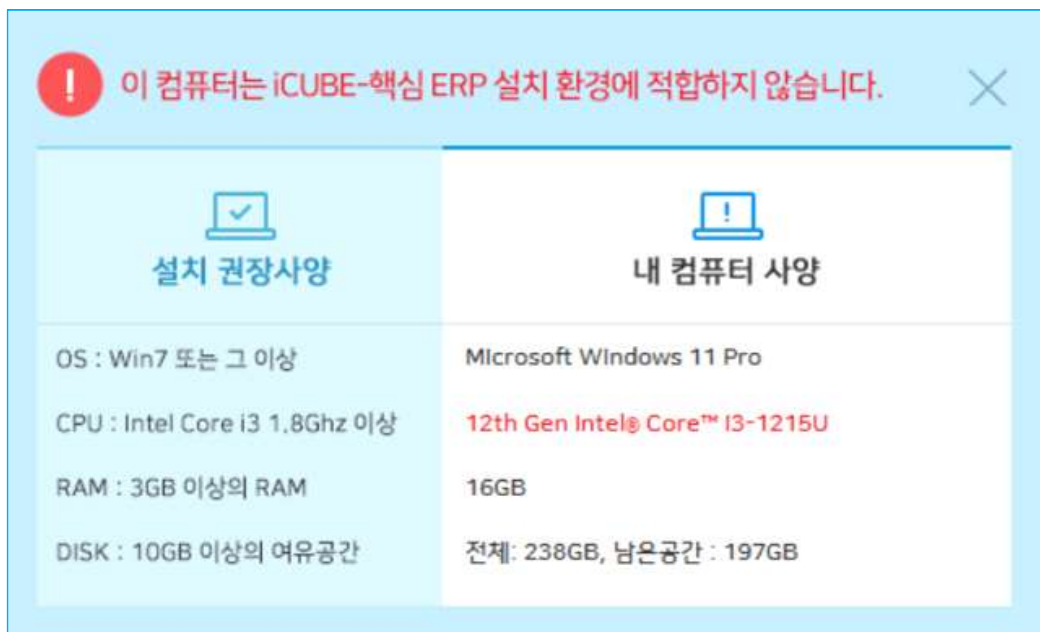 이 컴퓨터는 iCUBE-핵심 ERP 설치 환경에 적합하지 않습니다.
설치 권장사양
내 컴퓨터 사양
OS : Win7 또는 그 이상
MIcrosoft WIndows 11 Pro
CPU : Intel Core i3 1.8Ghz 이상
12th Gen Intel® Core™ I3-1215U
RAM : 3GB 이상의 RAM
16GB
DISK : 10GB 이상의 여유공간
전체: 238GB, 남은공간 : 197GB